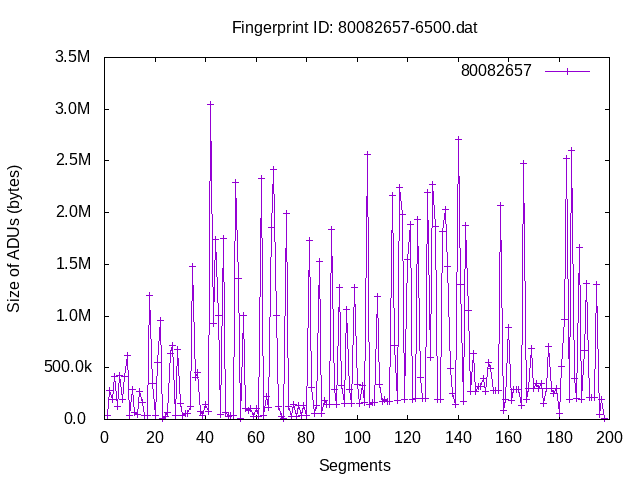 Fingerprint ID: 80082657-6500.dat
80082657
3.5M
3.0M
2.5M
2.0M
1.5M
1.0M
500.0k
0.0
Size of ADUs (bytes)
0 20 40 60 80 100 120 140 160 180 200
Segments